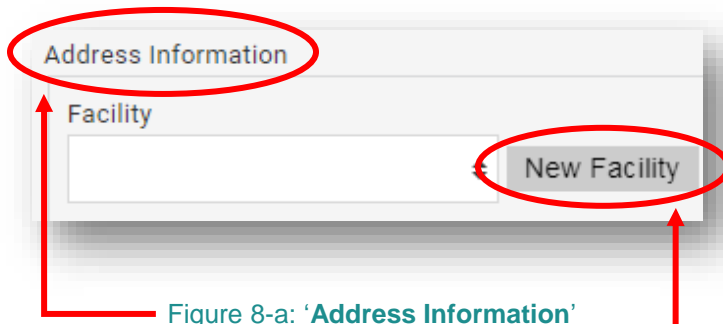 Address Information
Facility
New Facility
Figure 8-a: ‘Address Information’